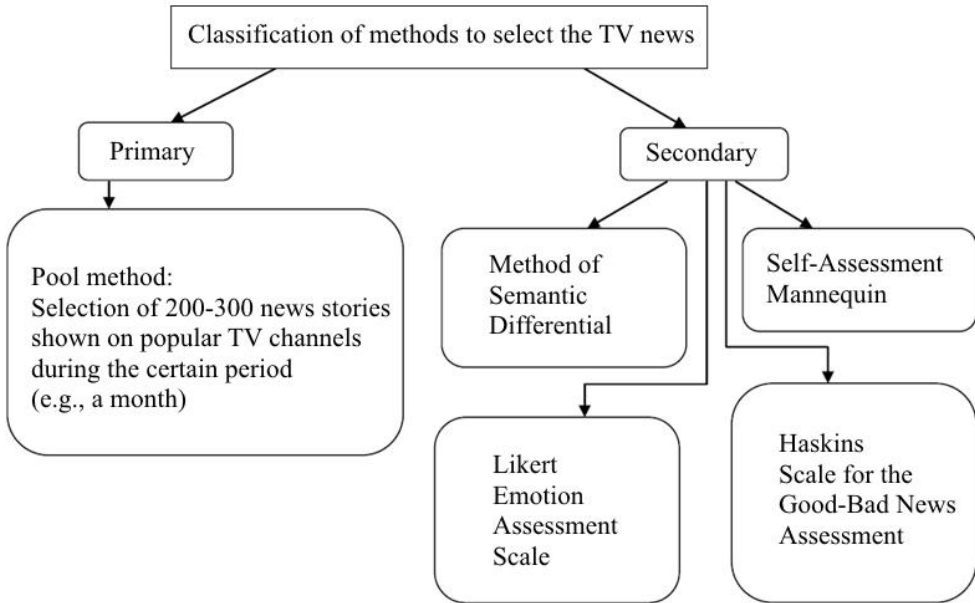 Classification of methods to select the TV news
Primary
Secondary
Pool method:
Selection of 200-300 news stories
shown on popular TV channels
during the certain period
(e.g., a month)
Method of
Semantic
Differential
Self-Assessment
Mannequin
Likert
Emotion
Assessment
Scale
Haskins
Scale for the
Good-Bad News
Assessment